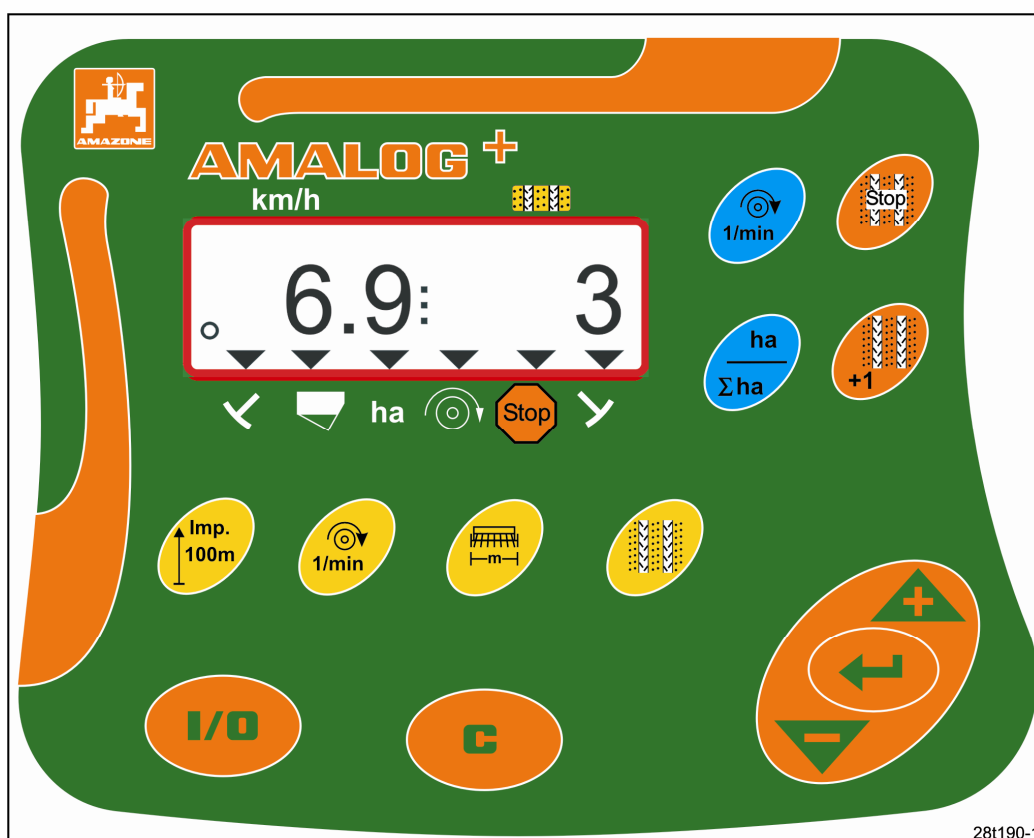 AMAZONE
AMALOG+
km/h
6.9 3
ha
Stop
1/min
Stop
ha
Σha
+1
Imp.
100m
1/min
m
I/O
C
+
−
28t190-